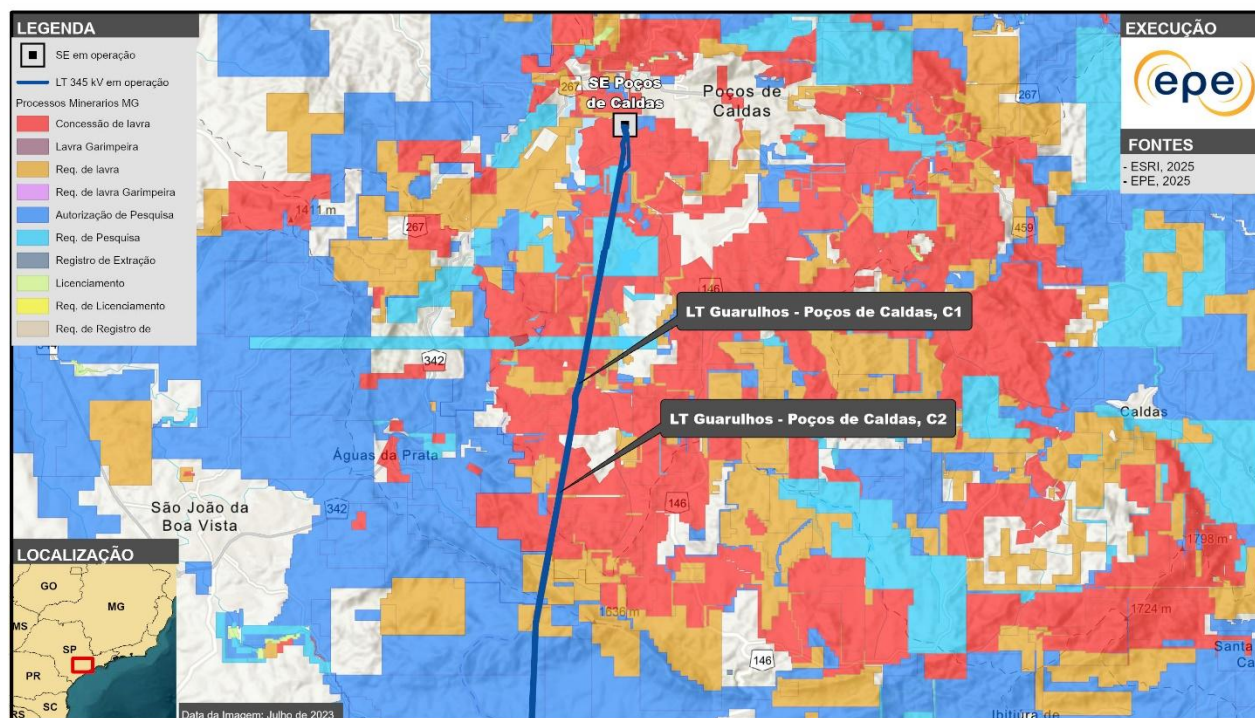 LEGENDA
SE em operação
LT 345 kV em operação
Processos Minerarios MG
Concessão de lavra
Lavra Garimpeira
Req. de lavra
Req. de lavra Garimpeira
Autorização de Pesquisa
Req. de Pesquisa
Registro de Extração
Licenciamento
Req. de Licenciamento
Req. de Registro de
EXECUÇÃO
epe
FONTES
- ESRI, 2025
- EPE, 2025
267
SE Poços
de Caldas
Poços de
Caldas
267
1411 m
267
459
146
LT Guarulhos - Poços de Caldas, C1
342
LT Guarulhos - Poços de Caldas, C2
Caldas
Águas da Prata
São João da
Boa Vista
342
146
1798 m
1636 m
1724 m
146
Santa
Ca
Ibitiúra de
LOCALIZAÇÃO
GO
MG
MS
SP
PR
SC
RS
Data da Imagem: Julho de 2023